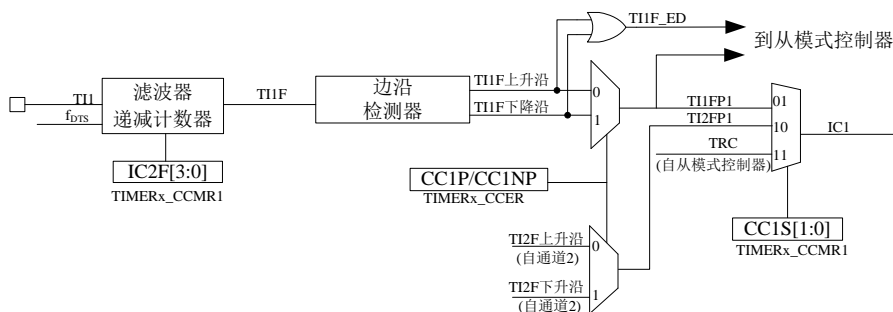 TI1F_ED
到从模式控制器
TI1
滤波器
递减计数器
fDTS
TI1F
边沿
检测器
TI1F上升沿
TI1F下降沿
0
1
TI1FP1
01
TI2FP1
10
TRC
11
(自从模式控制器)
IC1
IC2F[3:0]
TIMERx_CCMR1
CC1P/CC1NP
TIMERx_CCER
CC1S[1:0]
TIMERx_CCMR1
TI2F上升沿
0
(自通道2)
TI2F下升沿
1
(自通道2)